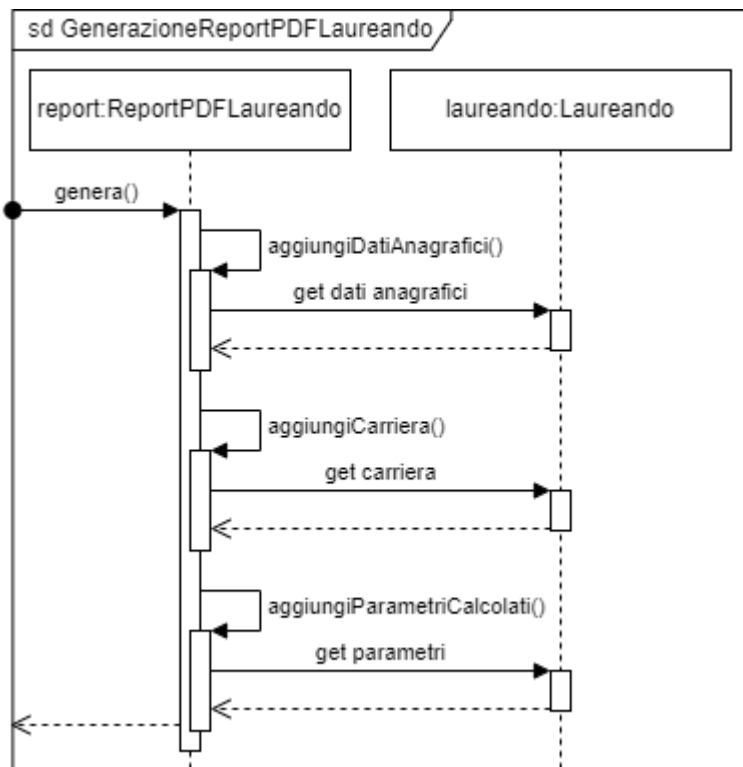 sd GenerazioneReportPDFLaureando
report:ReportPDFLaureando
laureando:Laureando
genera()
aggiungiDatiAnagrafici()
get dati anagrafici
aggiungiCarriera()
get carriera
aggiungiParametriCalcolati()
get parametri